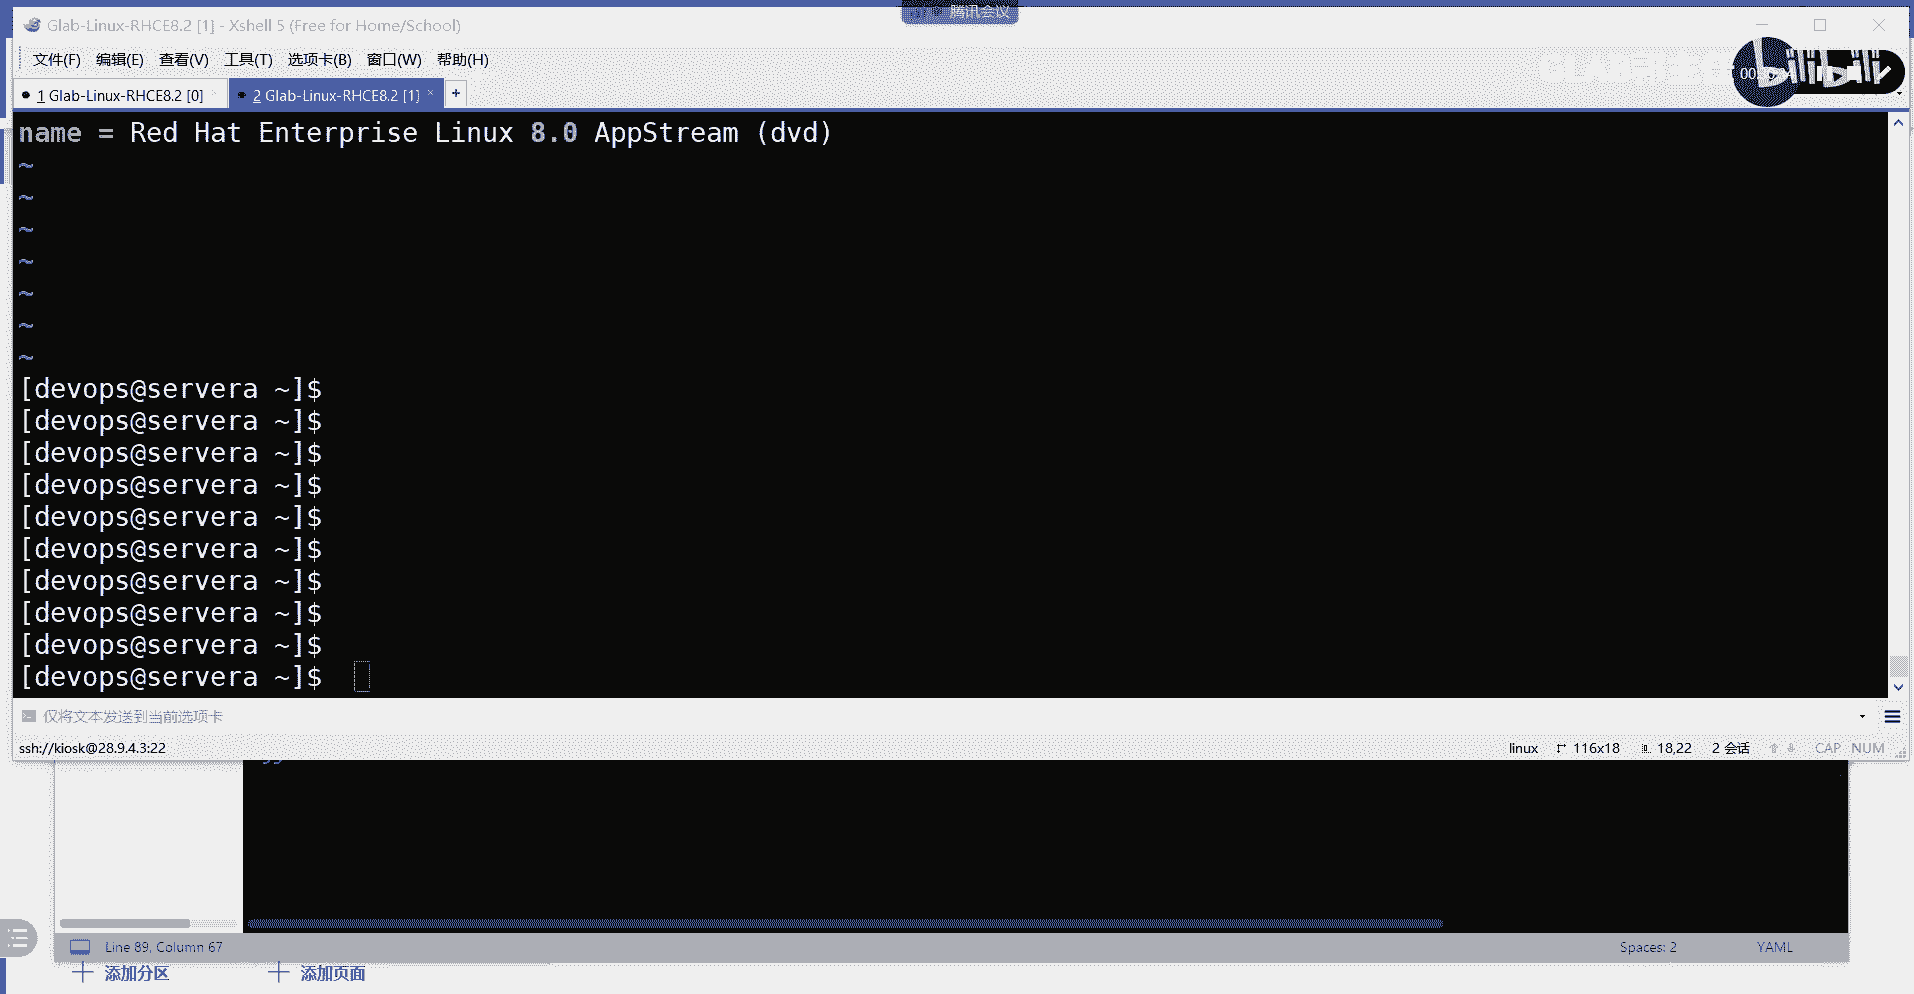 腾讯会议
Glab-Linux-RHCE8.2 [1] - Xshell 5 (Free for Home/School)
文件(F) 编辑(E) 查看(V) 工具(T) 选项卡(B) 窗口(W) 帮助(H)
bilibili
1 Glab-Linux-RHCE8.2 [0] × 2 Glab-Linux-RHCE8.2 [1] × +
name = Red Hat Enterprise Linux 8.0 AppStream (dvd)
~
~
~
~
~
~
~
[devops@servera ~]$
[devops@servera ~]$
[devops@servera ~]$
[devops@servera ~]$
[devops@servera ~]$
[devops@servera ~]$
[devops@servera ~]$
[devops@servera ~]$
[devops@servera ~]$
[devops@servera ~]$
仅将文本发送到当前选项卡
ssh://kiosk@28.9.4.3:22 linux 116x18 18,22 2 会话 CAP NUM
Line 89, Column 67 Spaces: 2 YAML
添加分区 添加页面